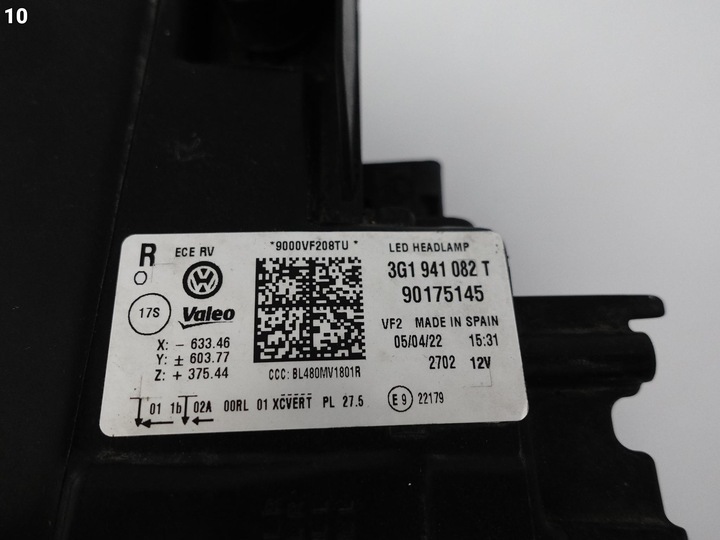 10
R ECE RV *9000VF208TU* LED HEADLAMP
3G1 941 082 T
90175145
17S Valeo
VF2 MADE IN SPAIN
X: - 633.46 05/04/22 15:31
Y: ± 603.77 2702 12V
Z: + 375.44 CCC: BL480MV1801R
01 1b 02A 00RL 01 XCVERT PL 27.5 E9 22179